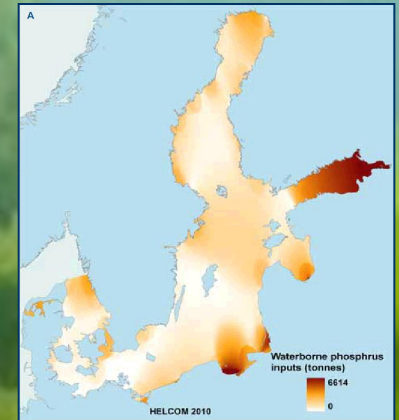 A
Waterborne phosphrus
inputs (tonnes)
6614
0
HELCOM 2010